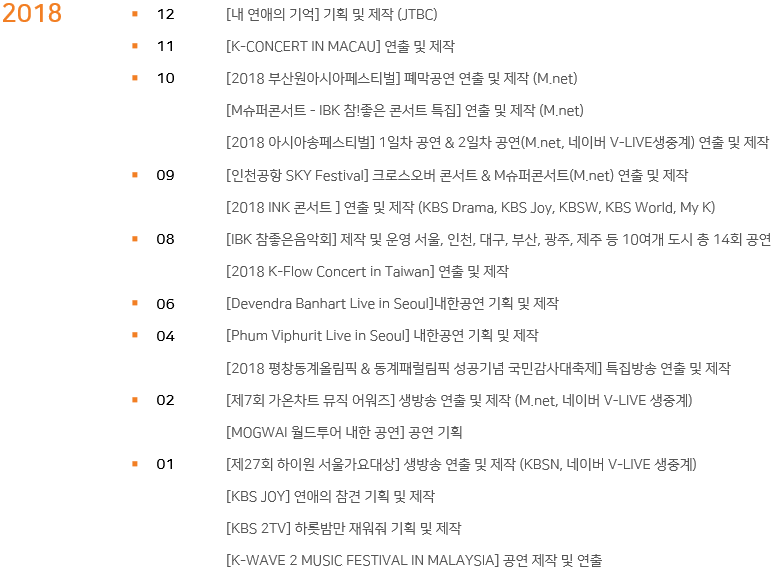 2018
12 [내 연애의 기억] 기획 및 제작 (JTBC)
11 [K-CONCERT IN MACAU] 연출 및 제작
10 [2018 부산원아시아페스티벌] 폐막공연 연출 및 제작 (M.net)
[M슈퍼콘서트 - IBK 참!좋은 콘서트 특집] 연출 및 제작 (M.net)
[2018 아시아송페스티벌] 1일차 공연 & 2일차 공연(M.net, 네이버 V-LIVE생중계) 연출 및 제작
09 [인천공항 SKY Festival] 크로스오버 콘서트 & M슈퍼콘서트(M.net) 연출 및 제작
[2018 INK 콘서트 ] 연출 및 제작 (KBS Drama, KBS Joy, KBSW, KBS World, My K)
08 [IBK 참좋은음악회] 제작 및 운영 서울, 인천, 대구, 부산, 광주, 제주 등 10여개 도시 총 14회 공연
[2018 K-Flow Concert in Taiwan] 연출 및 제작
06 [Devendra Banhart Live in Seoul]내한공연 기획 및 제작
04 [Phum Viphurit Live in Seoul] 내한공연 기획 및 제작
[2018 평창동계올림픽 & 동계패럴림픽 성공기념 국민감사대축제] 특집방송 연출 및 제작
02 [제7회 가온차트 뮤직 어워즈] 생방송 연출 및 제작 (M.net, 네이버 V-LIVE 생중계)
[MOGWAI 월드투어 내한 공연] 공연 기획
01 [제27회 하이원 서울가요대상] 생방송 연출 및 제작 (KBSN, 네이버 V-LIVE 생중계)
[KBS JOY] 연애의 참견 기획 및 제작
[KBS 2TV] 하룻밤만 재워줘 기획 및 제작
[K-WAVE 2 MUSIC FESTIVAL IN MALAYSIA] 공연 제작 및 연출